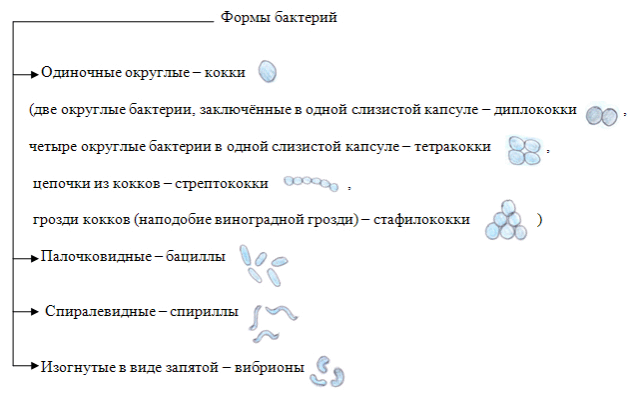 Формы бактерий
Одиночные округлые – кокки
(две округлые бактерии, заключённые в одной слизистой капсуле – диплококки ,
четыре округлые бактерии в одной слизистой капсуле – тетракокки ,
цепочки из кокков – стрептококки ,
грозди кокков (наподобие виноградной грозди) – стафилококки )
Палочковидные – бациллы
Спиралевидные – спириллы
Изогнутые в виде запятой – вибрионы